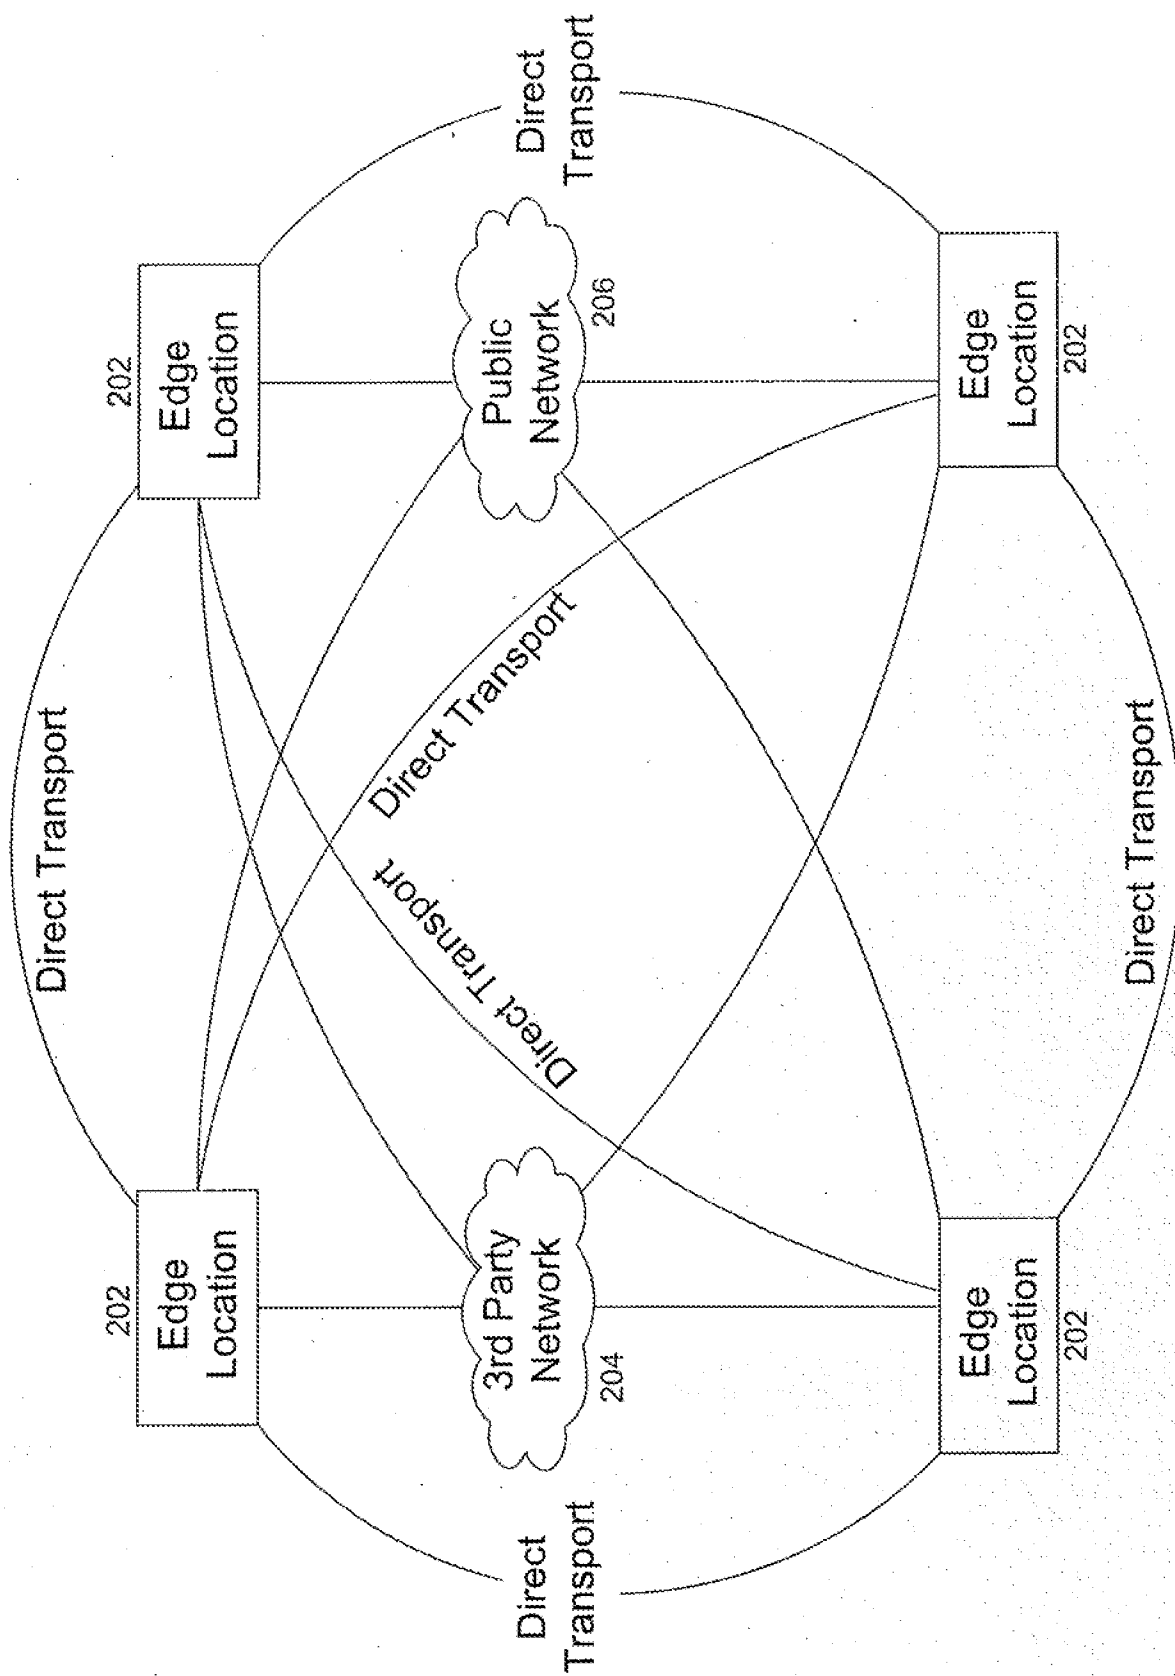 Direct Transport
202
202
Edge
Location
Edge
Location
Direct Transport
Direct Transport
Direct
Transport
3rd Party
Network
204
Public
Network
206
Direct
Transport
Edge
Location
202
Edge
Location
202
Direct Transport